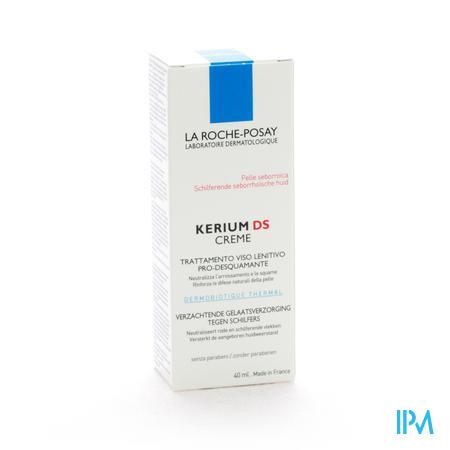 LA ROCHE-POSAY
LABORATOIRE DERMATOLOGIQUE
Pelle seborroica
Schilferende seborrhoïsche huid
KERIUM DS
CREME
TRATTAMENTO VISO LENITIVO
PRO-DESQUAMANTE
Neutralizza l'arrossamento e le squame
Rinforza le difese naturali della pelle
DERMOBIOTIQUE THERMAL
VERZACHTENDE GELAATSVERZORGING
TEGEN SCHILFERS
Neutraliseert rode en schilferende vlekken
Versterkt de aangeboren huidweerstand
senza parabeni / zonder parabenen
40 ml. Made in France
IPM